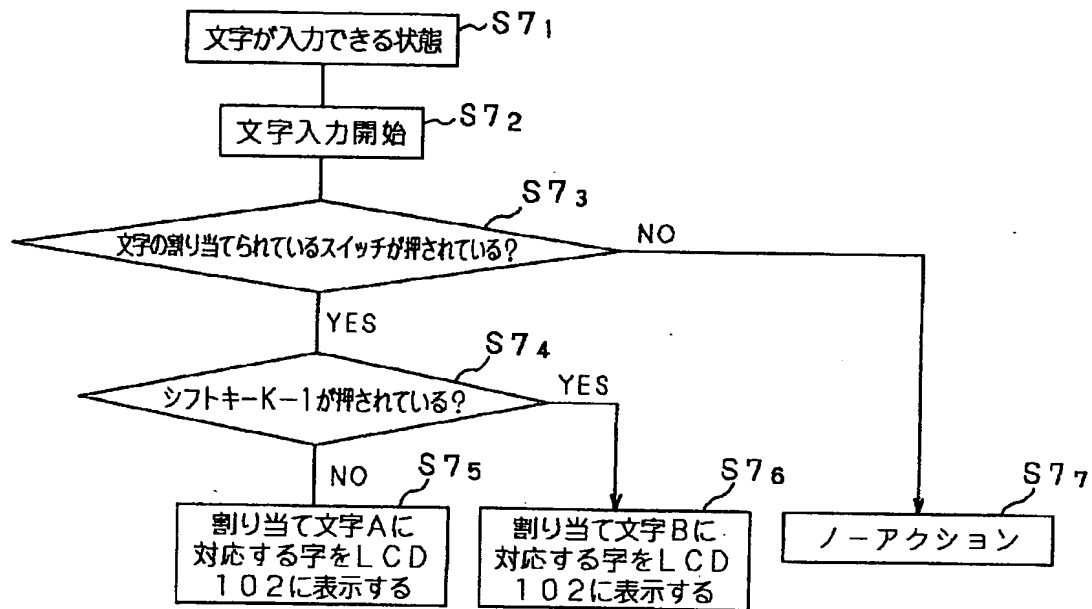 文字が入力できる状態
S71
文字入力開始
S72
S73
文字の割り当てられているスイッチが押されている?
NO
YES
S74
シフトキーK-1が押されている?
YES
NO
S75
割り当て文字Aに
対応する字をLCD
102に表示する
S76
割り当て文字Bに
対応する字をLCD
102に表示する
S77
ノーアクション